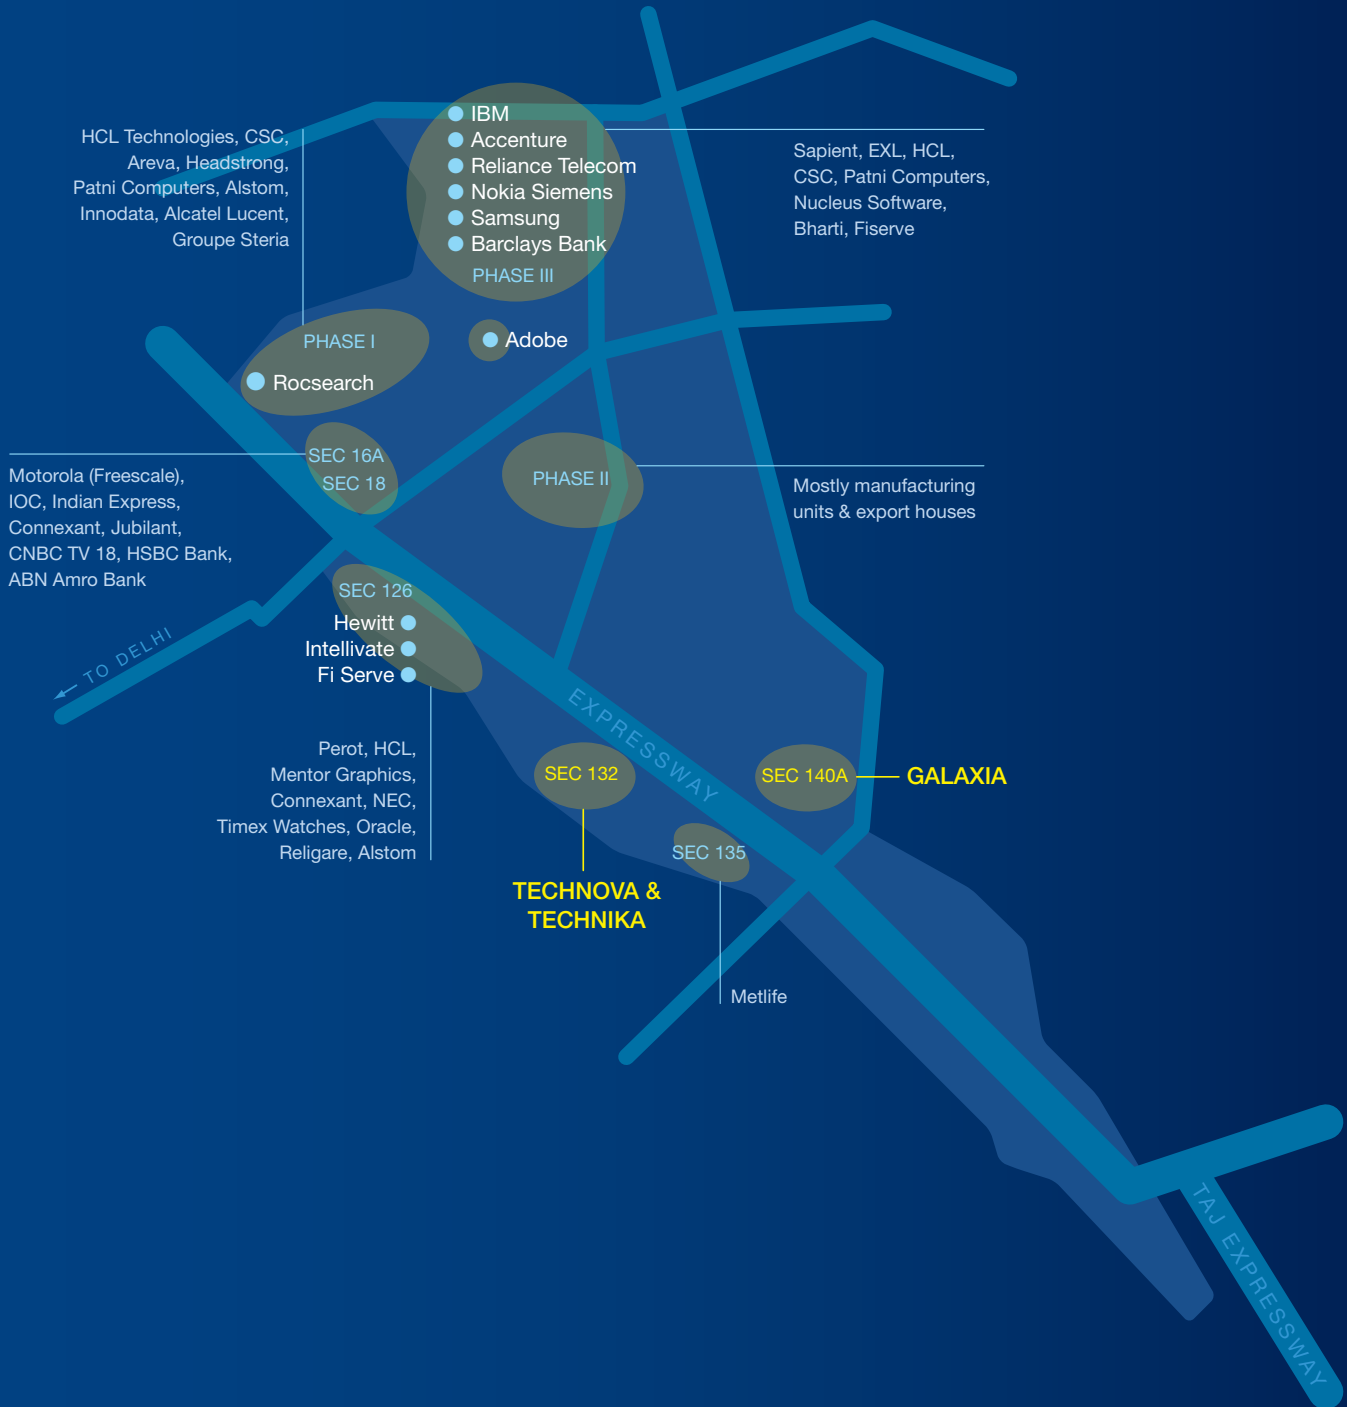 IBM
Accenture
Reliance Telecom
Nokia Siemens
Samsung
Barclays Bank
PHASE III
HCL Technologies, CSC,
Areva, Headstrong,
Patni Computers, Alstom,
Innodata, Alcatel Lucent,
Groupe Steria
Sapient, EXL, HCL,
CSC, Patni Computers,
Nucleus Software,
Bharti, Fiserve
PHASE I
Rocsearch
Adobe
SEC 16A
SEC 18
Motorola (Freescale),
IOC, Indian Express,
Connexant, Jubilant,
CNBC TV 18, HSBC Bank,
ABN Amro Bank
PHASE II
Mostly manufacturing
units & export houses
SEC 126
Hewitt
Intellivate
Fi Serve
TO DELHI
Perot, HCL,
Mentor Graphics,
Connexant, NEC,
Timex Watches, Oracle,
Religare, Alstom
EXPRESSWAY
SEC 132
TECHNOVA &
TECHNIKA
SEC 140A
GALAXIA
SEC 135
Metlife
TAJ EXPRESSWAY